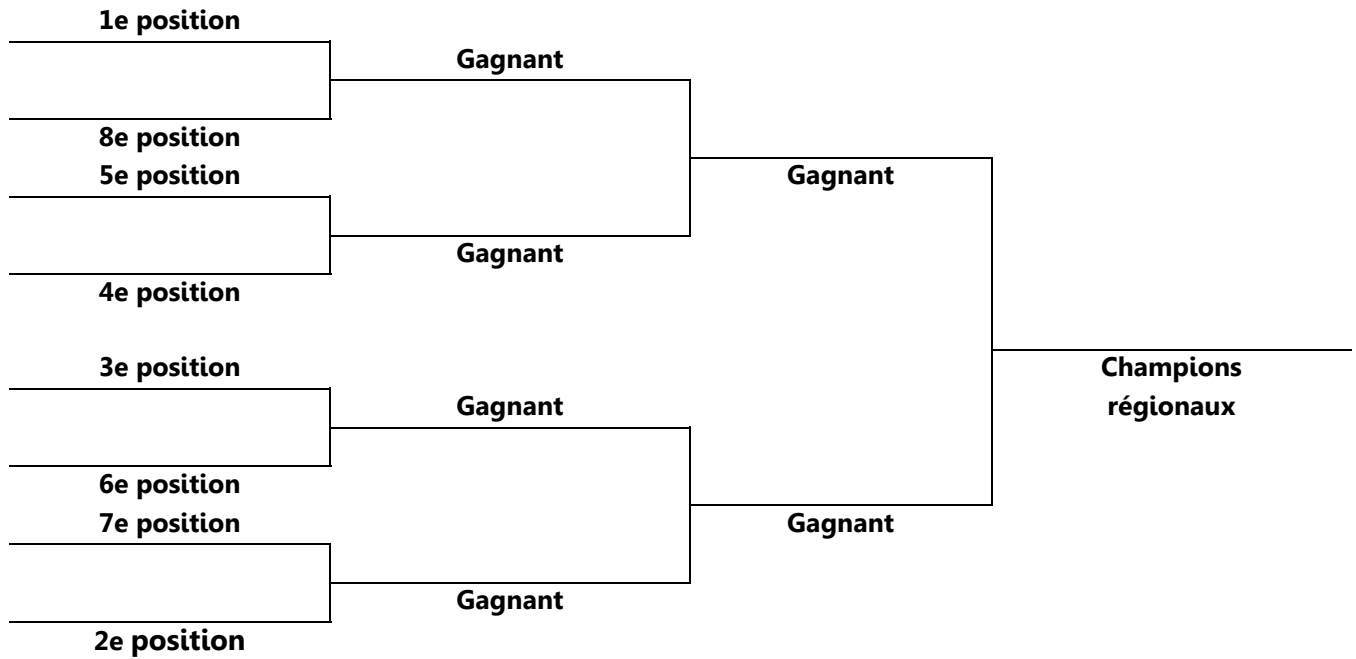 1e position
Gagnant
8e position
5e position
Gagnant
Gagnant
4e position
3e position
Champions
régionaux
Gagnant
6e position
7e position
Gagnant
Gagnant
2e position